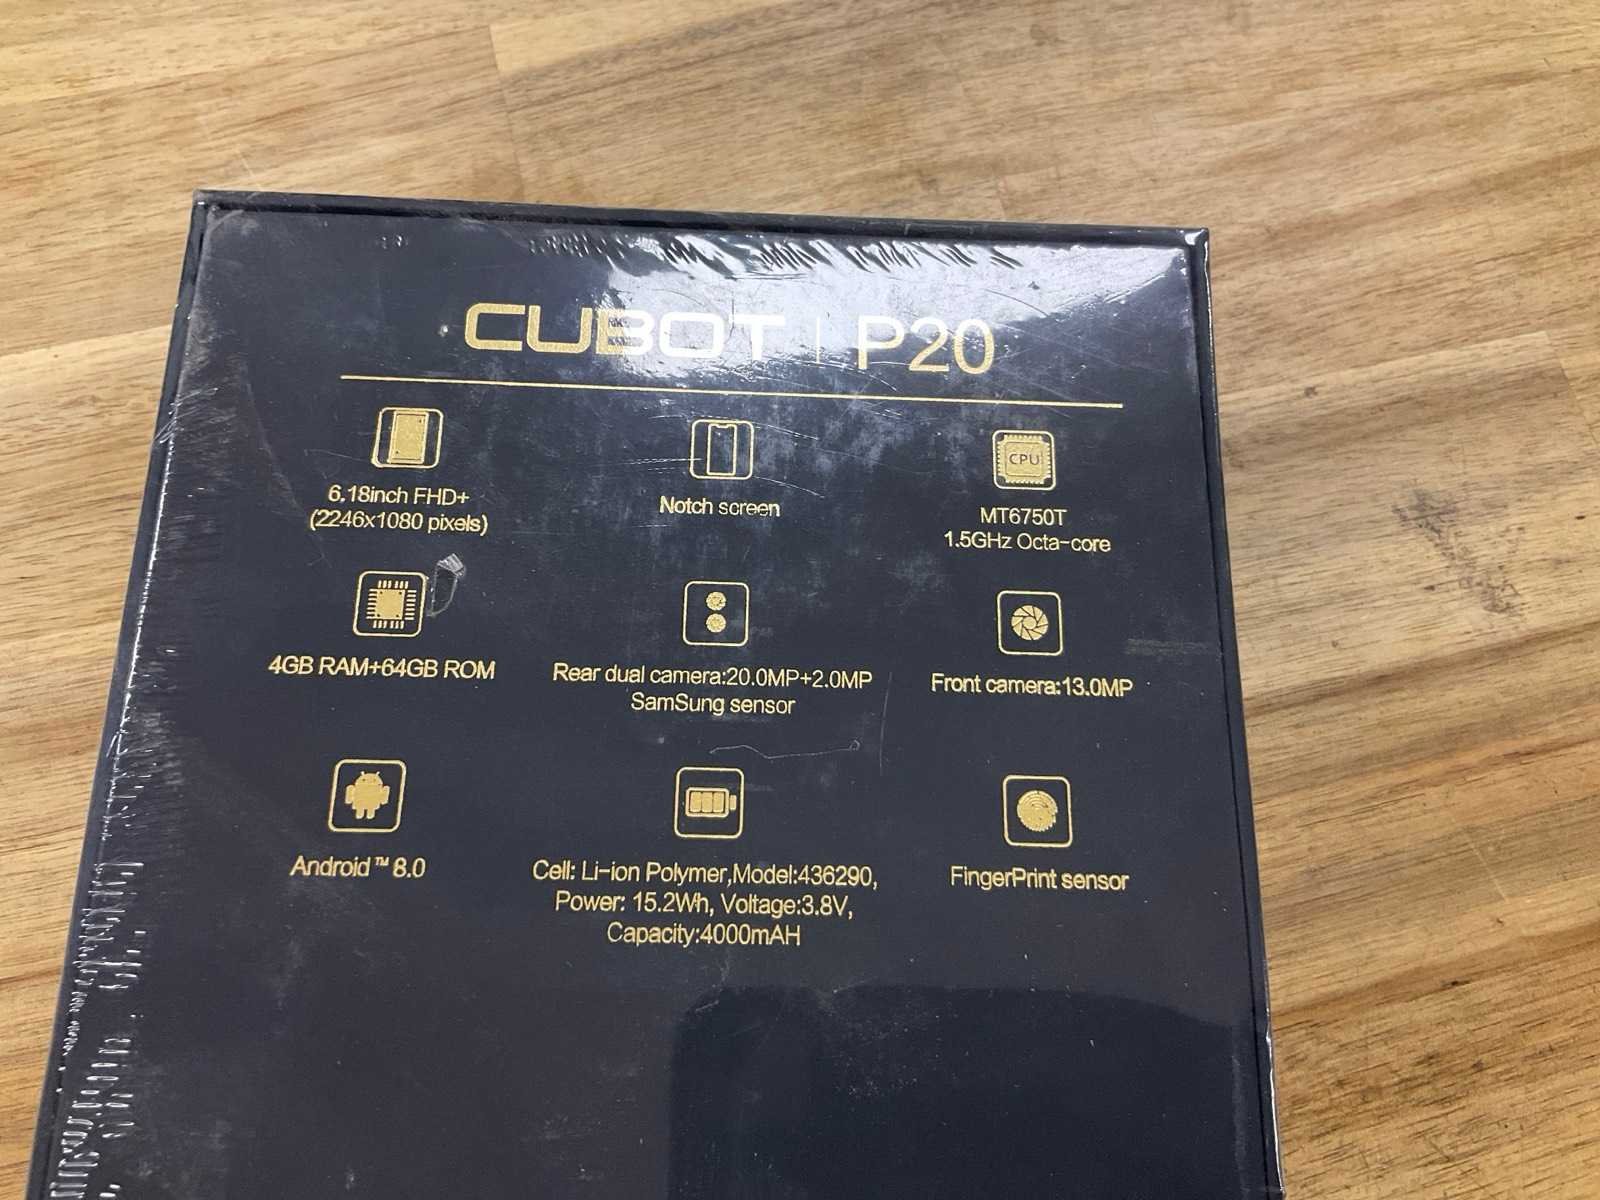 CUBOT | P20
6.18inch FHD+
(2246x1080 pixels)
Notch screen
CPU
MT6750T
1.5GHz Octa-core
4GB RAM+64GB ROM
Rear dual camera:20.0MP+2.0MP
SamSung sensor
Front camera:13.0MP
Android™ 8.0
Cell: Li-ion Polymer,Model:436290,
Power: 15.2Wh, Voltage:3.8V,
Capacity:4000mAH
FingerPrint sensor